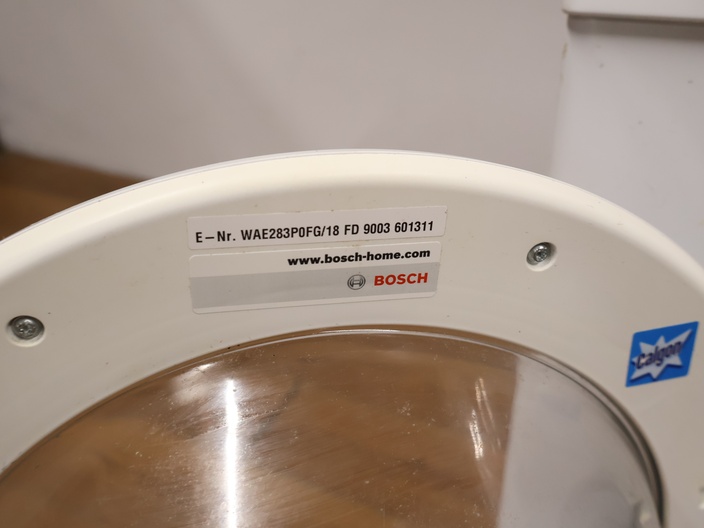 E-Nr. WAE283P0FG/18 FD 9003 601311
www.bosch-home.com
BOSCH
Calgon